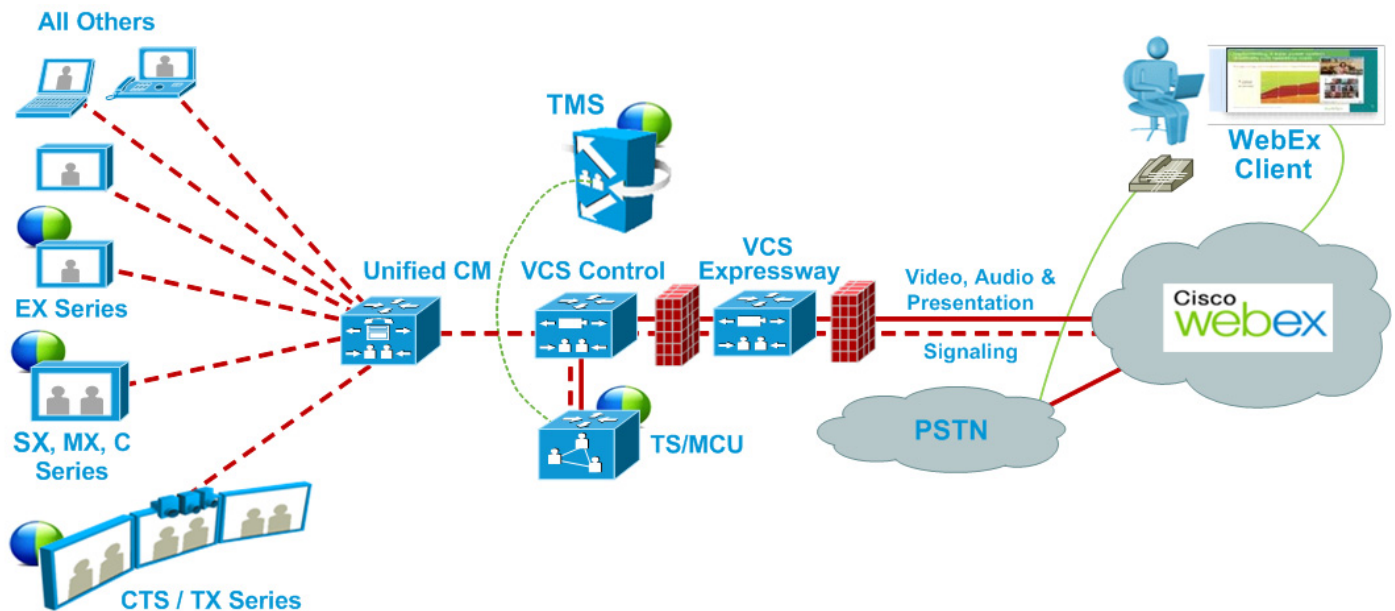 All Others
TMS
WebEx
Client
EX Series
Unified CM
VCS Control
VCS
Expressway
Video, Audio &
Presentation
Signaling
Cisco
webex
SX, MX, C
Series
TS/MCU
PSTN
CTS / TX Series